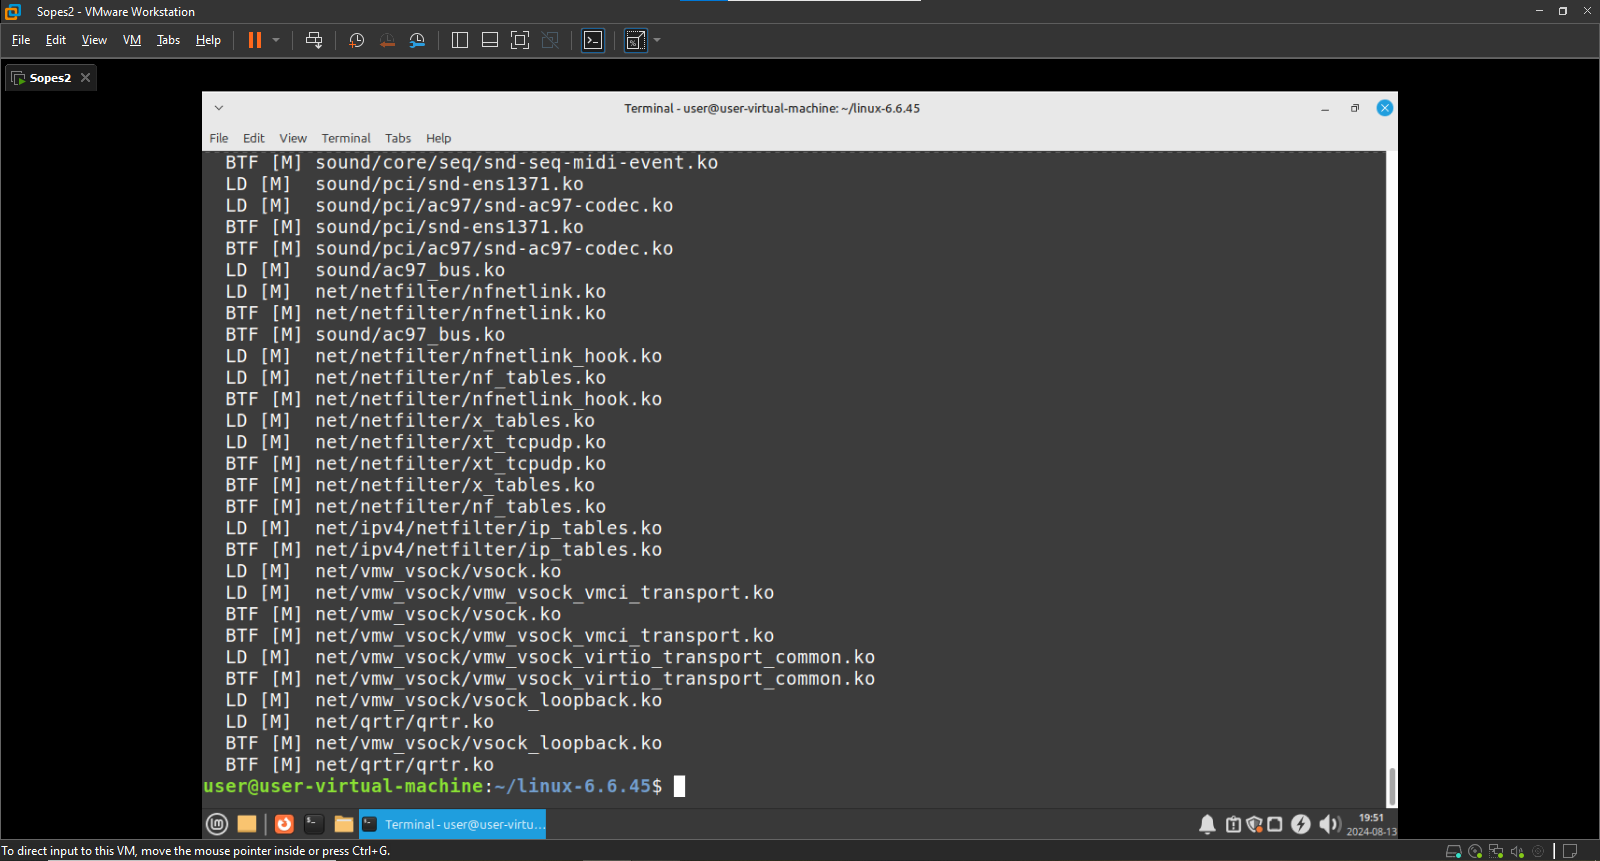 Sopes2 - VMware Workstation
File Edit View VM Tabs Help
Sopes2
Terminal - user@user-virtual-machine: ~/linux-6.6.45
File Edit View Terminal Tabs Help
BTF [M] sound/core/seq/snd-seq-midi-event.ko
LD [M]  sound/pci/snd-ens1371.ko
LD [M]  sound/pci/ac97/snd-ac97-codec.ko
BTF [M] sound/pci/snd-ens1371.ko
BTF [M] sound/pci/ac97/snd-ac97-codec.ko
LD [M]  sound/ac97_bus.ko
LD [M]  net/netfilter/nfnetlink.ko
BTF [M] net/netfilter/nfnetlink.ko
BTF [M] sound/ac97_bus.ko
LD [M]  net/netfilter/nfnetlink_hook.ko
LD [M]  net/netfilter/nf_tables.ko
BTF [M] net/netfilter/nfnetlink_hook.ko
LD [M]  net/netfilter/x_tables.ko
LD [M]  net/netfilter/xt_tcpudp.ko
BTF [M] net/netfilter/xt_tcpudp.ko
BTF [M] net/netfilter/x_tables.ko
BTF [M] net/netfilter/nf_tables.ko
LD [M]  net/ipv4/netfilter/ip_tables.ko
BTF [M] net/ipv4/netfilter/ip_tables.ko
LD [M]  net/vmw_vsock/vsock.ko
LD [M]  net/vmw_vsock/vmw_vsock_vmci_transport.ko
BTF [M] net/vmw_vsock/vsock.ko
BTF [M] net/vmw_vsock/vmw_vsock_vmci_transport.ko
LD [M]  net/vmw_vsock/vmw_vsock_virtio_transport_common.ko
BTF [M] net/vmw_vsock/vmw_vsock_virtio_transport_common.ko
LD [M]  net/vmw_vsock/vsock_loopback.ko
LD [M]  net/qrtr/qrtr.ko
BTF [M] net/vmw_vsock/vsock_loopback.ko
BTF [M] net/qrtr/qrtr.ko
user@user-virtual-machine:~/linux-6.6.45$
Terminal - user@user-virtu...
19:51
2024-08-13
To direct input to this VM, move the mouse pointer inside or press Ctrl+G.